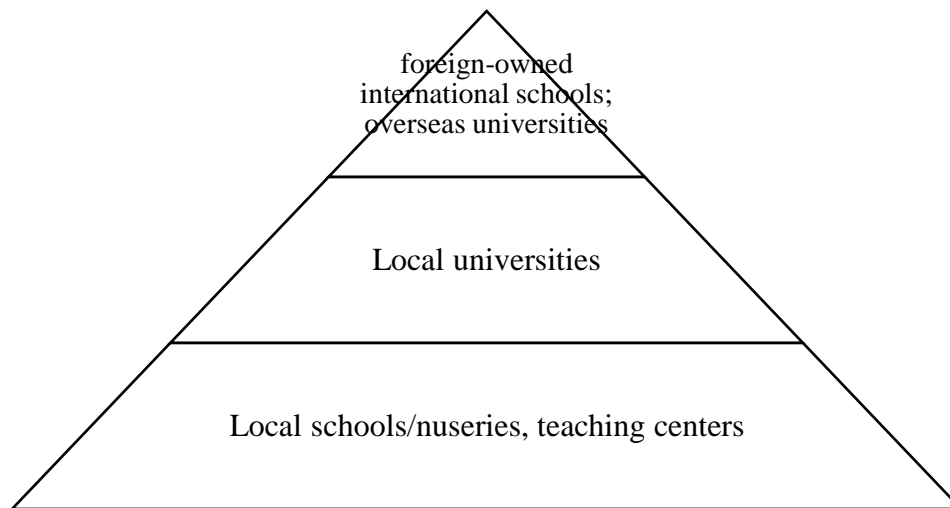 foreign-owned
international schools;
overseas universities
Local universities
Local schools/nuseries, teaching centers